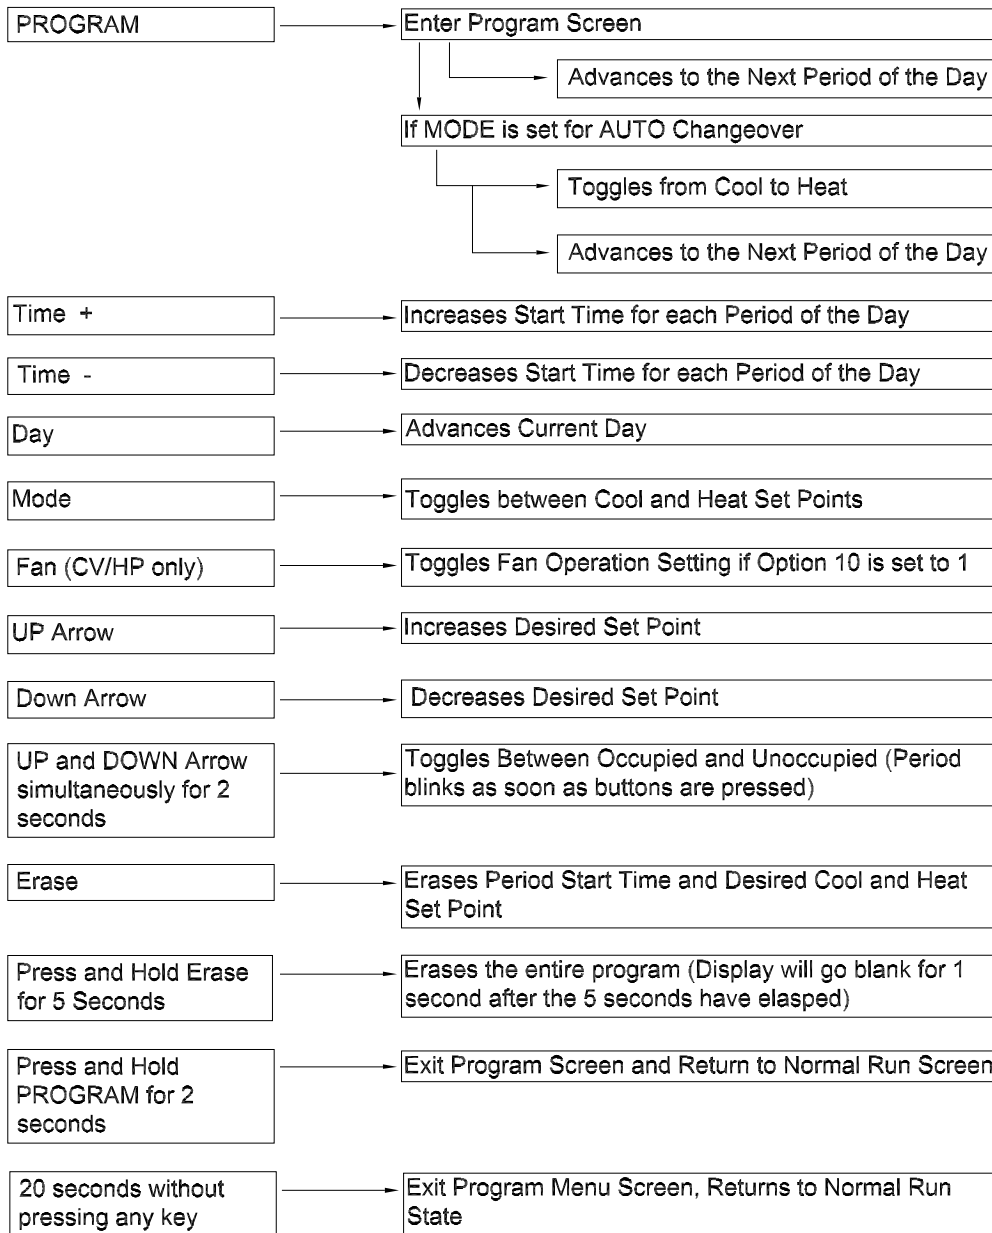 PROGRAM
Enter Program Screen
Advances to the Next Period of the Day
If MODE is set for AUTO Changeover
Toggles from Cool to Heat
Advances to the Next Period of the Day
Time +
Increases Start Time for each Period of the Day
Time -
Decreases Start Time for each Period of the Day
Day
Advances Current Day
Mode
Toggles between Cool and Heat Set Points
Fan (CV/HP only)
Toggles Fan Operation Setting if Option 10 is set to 1
UP Arrow
Increases Desired Set Point
Down Arrow
Decreases Desired Set Point
UP and DOWN Arrow
simultaneously for 2
seconds
Toggles Between Occupied and Unoccupied (Period
blinks as soon as buttons are pressed)
Erase
Erases Period Start Time and Desired Cool and Heat
Set Point
Press and Hold Erase
for 5 Seconds
Erases the entire program (Display will go blank for 1
second after the 5 seconds have elasped)
Press and Hold
PROGRAM for 2
seconds
Exit Program Screen and Return to Normal Run Screen
20 seconds without
pressing any key
Exit Program Menu Screen, Returns to Normal Run
State